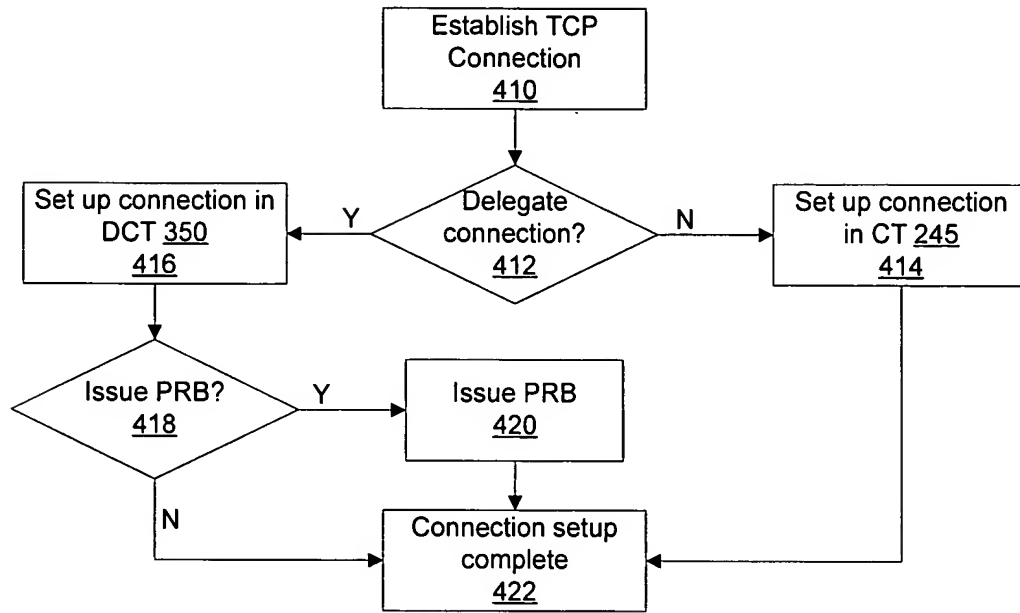 Establish TCP
Connection
410
Delegate
connection?
412
Y
N
Set up connection in
DCT 350
416
Set up connection
in CT 245
414
Issue PRB?
418
Y
N
Issue PRB
420
Connection setup
complete
422